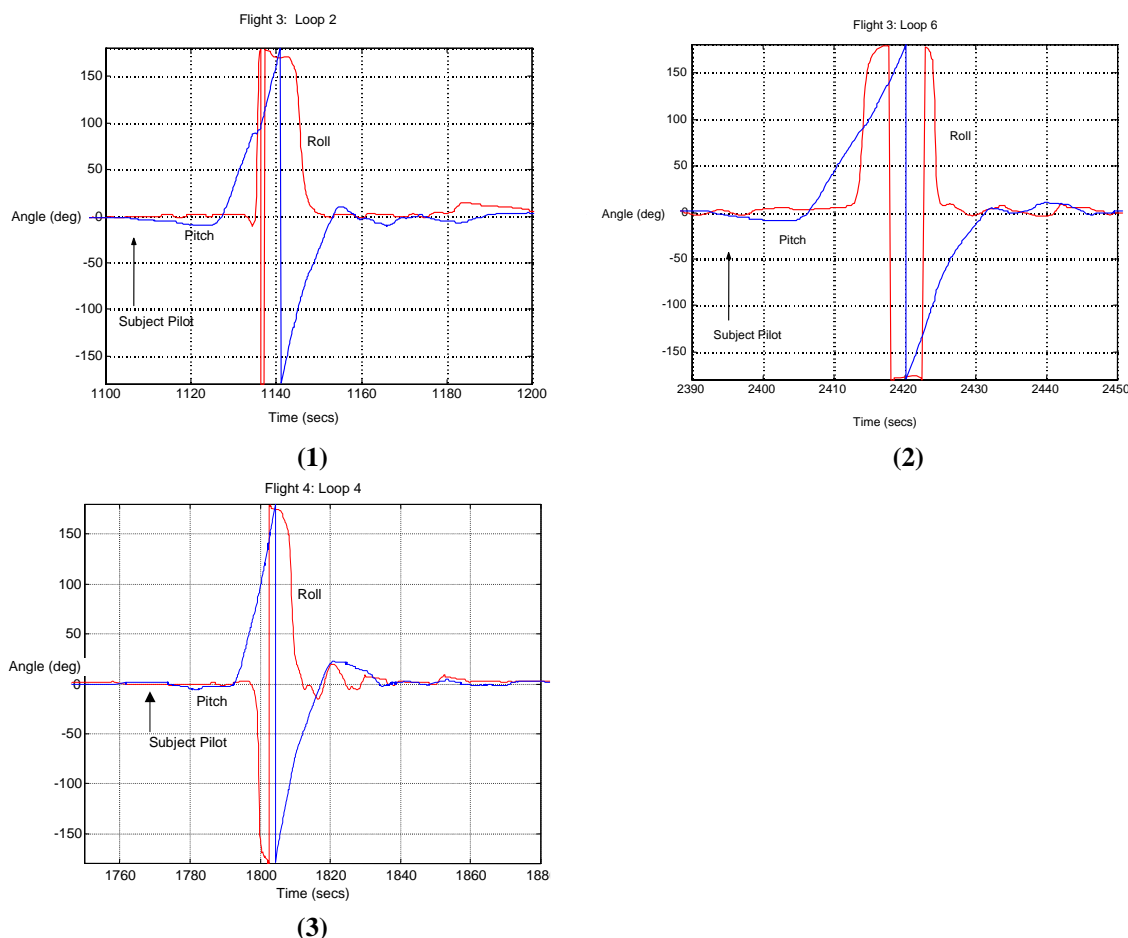 Flight 3: Loop 2
150
100
50
0
-50
-100
-150
Angle (deg)
Roll
Pitch
Subject Pilot
1100 1120 1140 1160 1180 1200
Time (secs)
(1)
Flight 3: Loop 6
150
100
50
0
-50
-100
-150
Angle (deg)
Roll
Pitch
Subject Pilot
2390 2400 2410 2420 2430 2440 2450
Time (secs)
(2)
Flight 4: Loop 4
150
100
50
0
-50
-100
-150
Angle (deg)
Roll
Pitch
Subject Pilot
1760 1780 1800 1820 1840 1860 188
Time (secs)
(3)